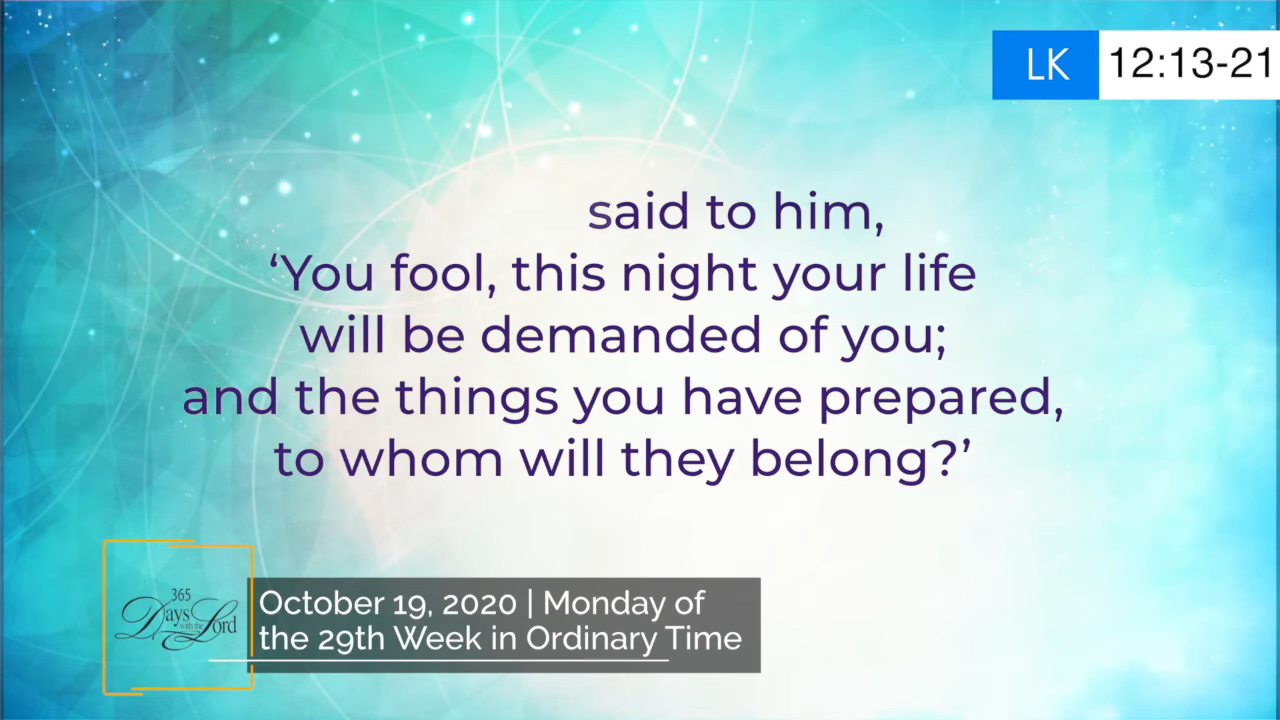 LK 12:13-21
said to him,
‘You fool, this night your life
will be demanded of you;
and the things you have prepared,
to whom will they belong?’
365
Days with the Lord
October 19, 2020 | Monday of
the 29th Week in Ordinary Time